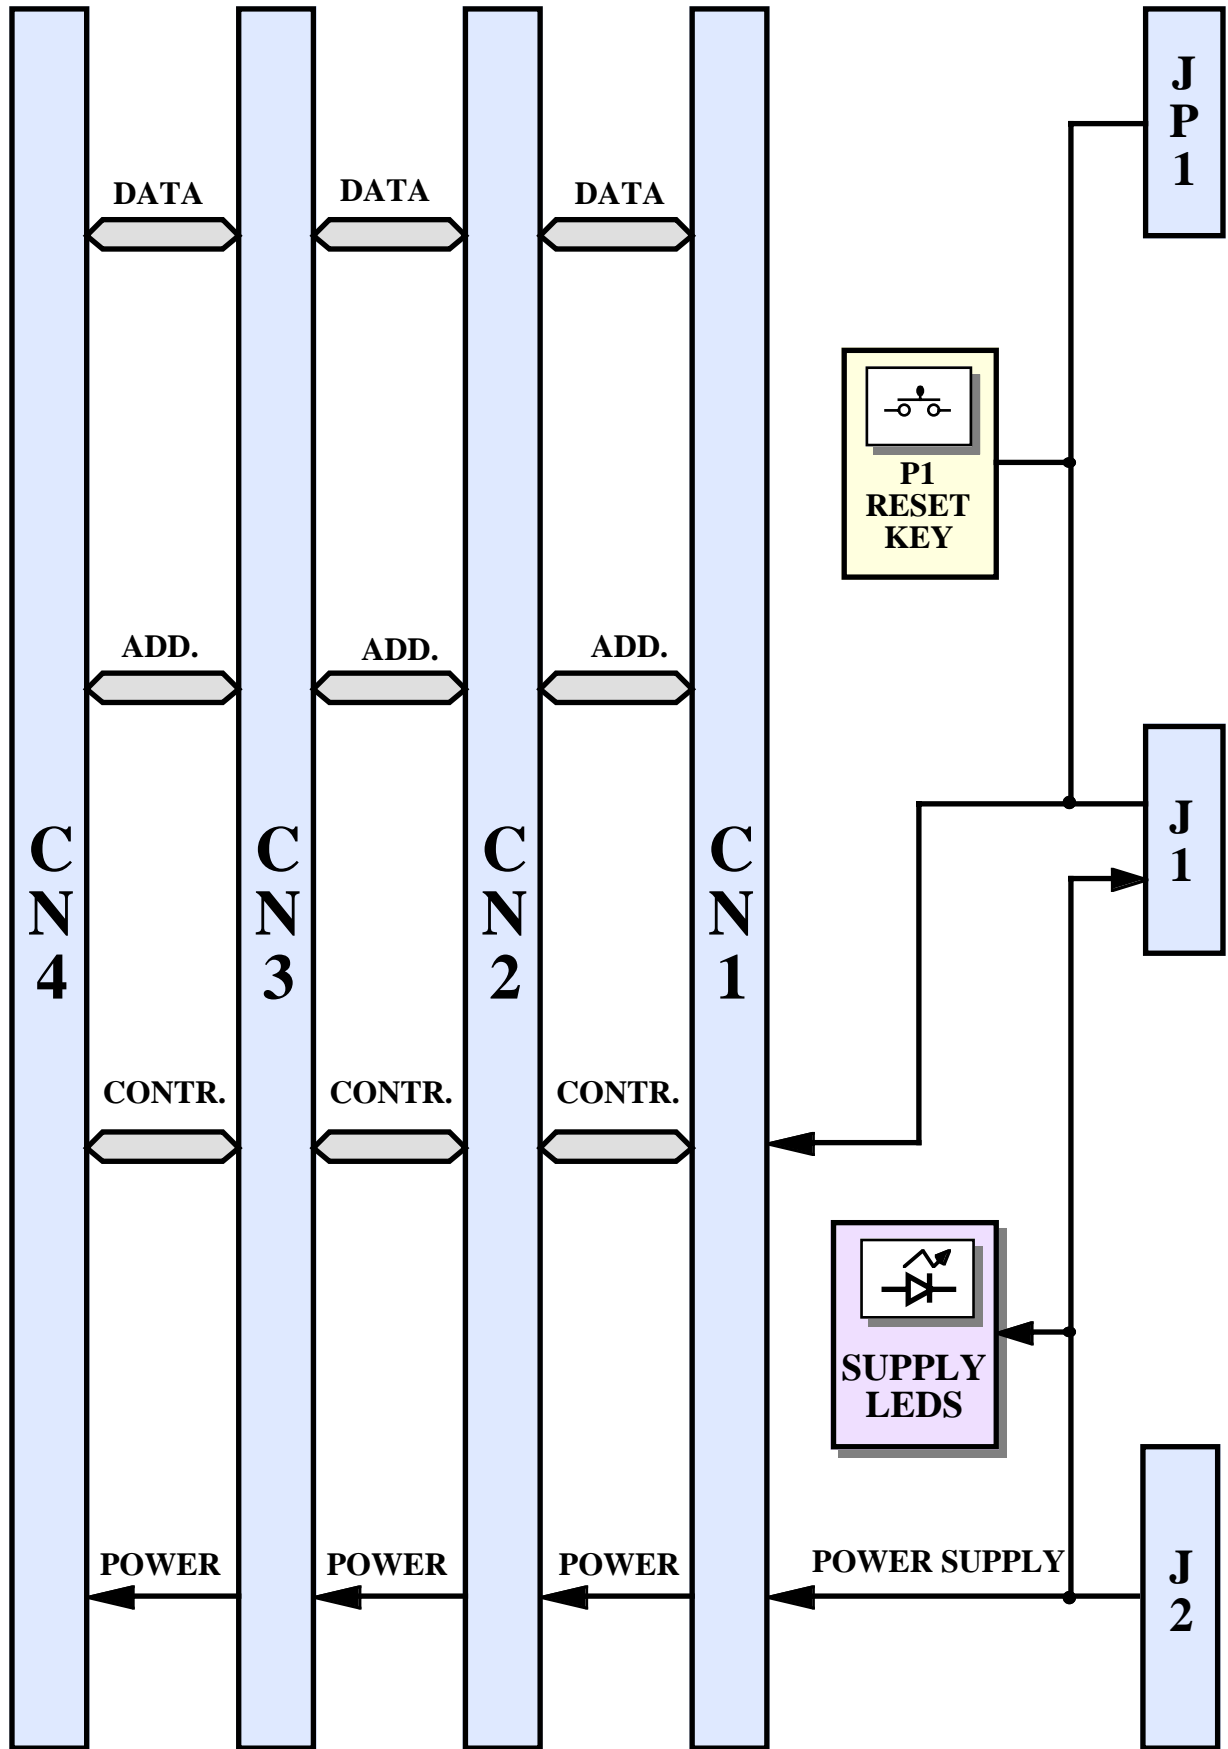 J
P
1
DATA DATA DATA
P1
RESET
KEY
ADD. ADD. ADD.
J
1
C
N
4
C
N
3
C
N
2
C
N
1
CONTR. CONTR. CONTR.
SUPPLY
LEDS
POWER POWER POWER POWER SUPPLY
J
2